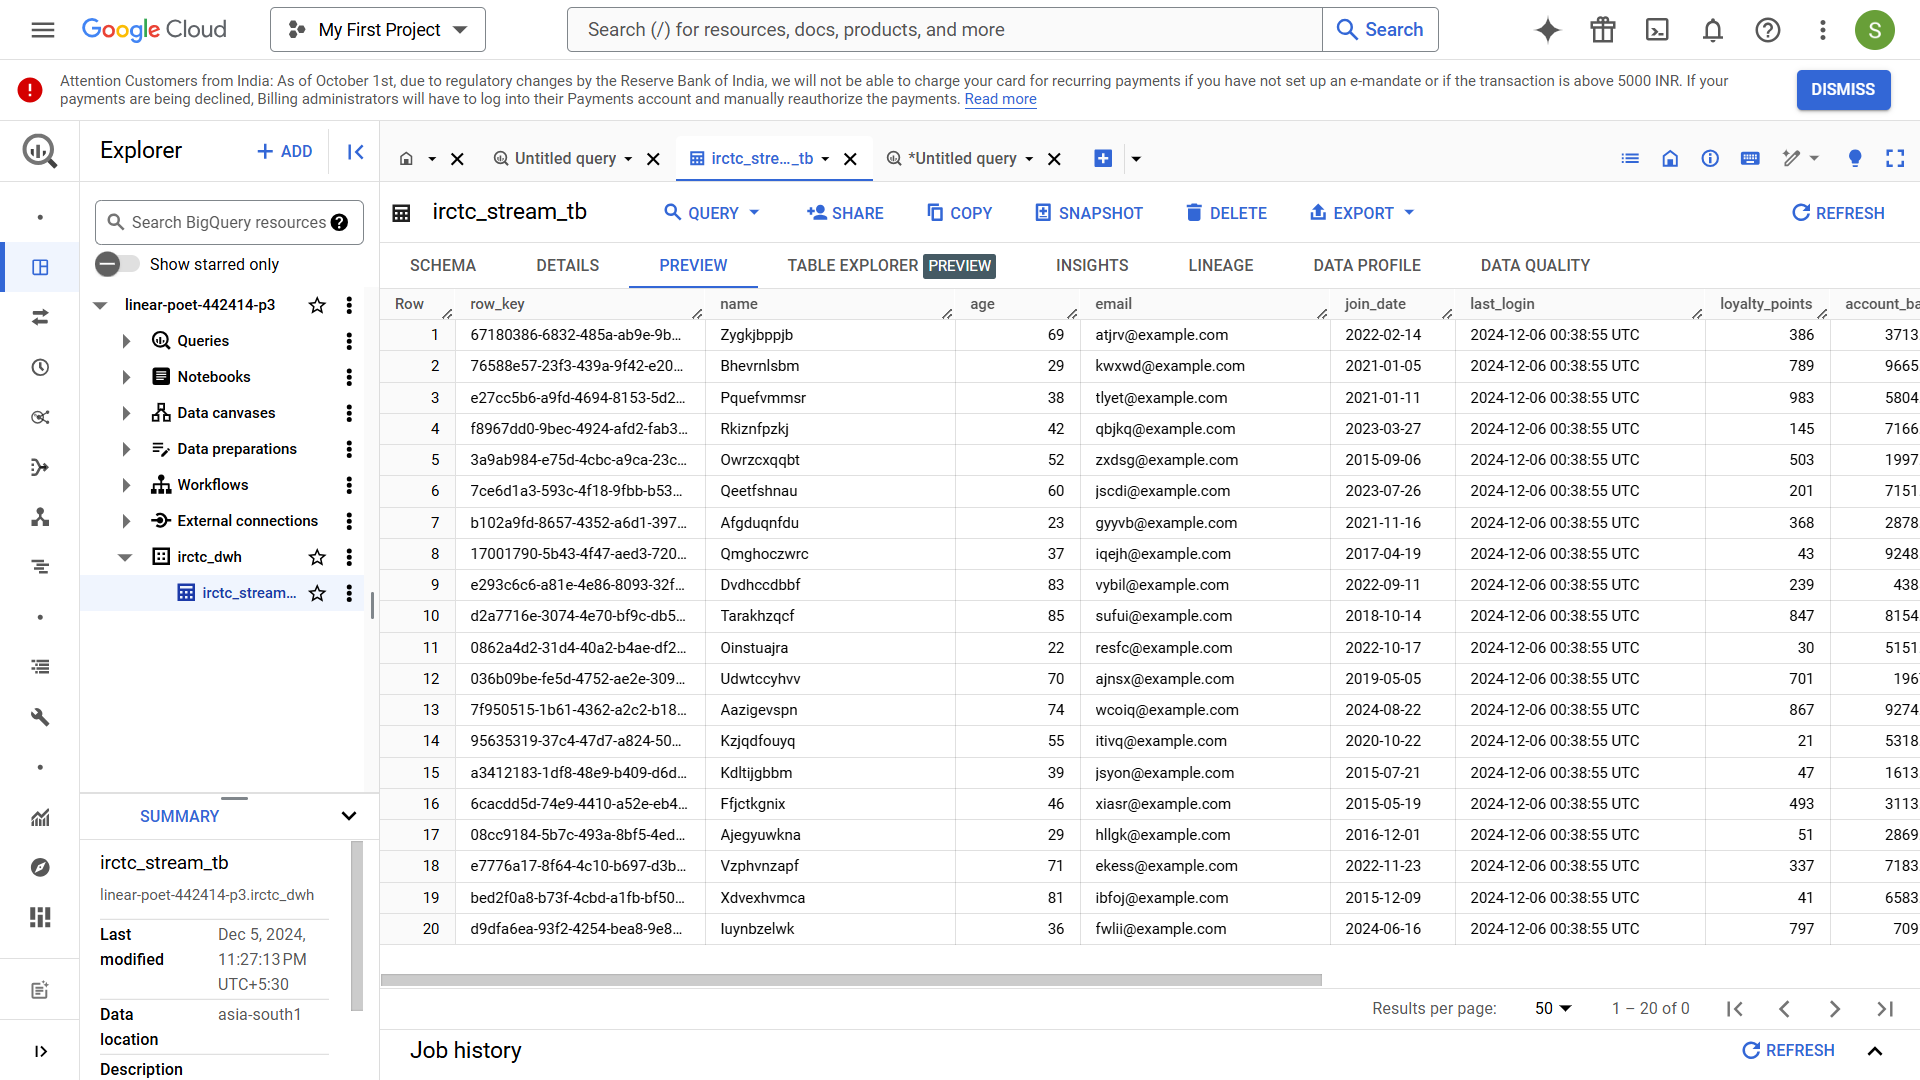 Google Cloud
My First Project
Search (/) for resources, docs, products, and more
Search
S
Attention Customers from India: As of October 1st, due to regulatory changes by the Reserve Bank of India, we will not be able to charge your card for recurring payments if you have not set up an e-mandate or if the transaction is above 5000 INR. If your
payments are being declined, Billing administrators will have to log into their Payments account and manually reauthorize the payments. Read more
DISMISS
Explorer
ADD
Untitled query
irctc_stre..._tb
*Untitled query
Search BigQuery resources
Show starred only
linear-poet-442414-p3
Queries
Notebooks
Data canvases
Data preparations
Workflows
External connections
irctc_dwh
irctc_stream...
SUMMARY
irctc_stream_tb
linear-poet-442414-p3.irctc_dwh
Last modified Dec 5, 2024, 11:27:13 PM UTC+5:30
Data location asia-south1
Description
irctc_stream_tb
QUERY SHARE COPY SNAPSHOT DELETE EXPORT REFRESH
SCHEMA DETAILS PREVIEW TABLE EXPLORER PREVIEW INSIGHTS LINEAGE DATA PROFILE DATA QUALITY
Row row_key name age email join_date last_login loyalty_points account_ba
1 67180386-6832-485a-ab9e-9b... Zygkjbppjb 69 atjrv@example.com 2022-02-14 2024-12-06 00:38:55 UTC 386 3713
2 76588e57-23f3-439a-9f42-e20... Bhevrnlsbm 29 kwxwd@example.com 2021-01-05 2024-12-06 00:38:55 UTC 789 9665
3 e27cc5b6-a9fd-4694-8153-5d2... Pquefvmmsr 38 tlyet@example.com 2021-01-11 2024-12-06 00:38:55 UTC 983 5804
4 f8967dd0-9bec-4924-afd2-fab3... Rkiznfpzkj 42 qbjkq@example.com 2023-03-27 2024-12-06 00:38:55 UTC 145 7166
5 3a9ab984-e75d-4cbc-a9ca-23c... Owrzcxqqbt 52 zxdsg@example.com 2015-09-06 2024-12-06 00:38:55 UTC 503 1997
6 7ce6d1a3-593c-4f18-9fbb-b53... Qeetfshnau 60 jscdi@example.com 2023-07-26 2024-12-06 00:38:55 UTC 201 7151
7 b102a9fd-8657-4352-a6d1-397... Afgduqnfdu 23 gyyvb@example.com 2021-11-16 2024-12-06 00:38:55 UTC 368 2878
8 17001790-5b43-4f47-aed3-720... Qmghoczwrc 37 iqejh@example.com 2017-04-19 2024-12-06 00:38:55 UTC 43 9248
9 e293c6c6-a81e-4e86-8093-32f... Dvdhccdbbf 83 vybil@example.com 2022-09-11 2024-12-06 00:38:55 UTC 239 438
10 d2a7716e-3074-4e70-bf9c-db5... Tarakhzqcf 85 sufui@example.com 2018-10-14 2024-12-06 00:38:55 UTC 847 8154
11 0862a4d2-31d4-40a2-b4ae-df2... Oinstuajra 22 resfc@example.com 2022-10-17 2024-12-06 00:38:55 UTC 30 5151
12 036b09be-fe5d-4752-ae2e-309... Udwtccyhvv 70 ajnsx@example.com 2019-05-05 2024-12-06 00:38:55 UTC 701 196
13 7f950515-1b61-4362-a2c2-b18... Aazigevspn 74 wcoiq@example.com 2024-08-22 2024-12-06 00:38:55 UTC 867 9274
14 95635319-37c4-47d7-a824-50... Kzjqdfouyq 55 itivq@example.com 2020-10-22 2024-12-06 00:38:55 UTC 21 5318
15 a3412183-1df8-48e9-b409-d6d... Kdltijgbbm 39 jsyon@example.com 2015-07-21 2024-12-06 00:38:55 UTC 47 1613
16 6cacdd5d-74e9-4410-a52e-eb4... Ffjctkgnix 46 xiasr@example.com 2015-05-19 2024-12-06 00:38:55 UTC 493 3113
17 08cc9184-5b7c-493a-8bf5-4ed... Ajegyuwkna 29 hllgk@example.com 2016-12-01 2024-12-06 00:38:55 UTC 51 2869
18 e7776a17-8f64-4c10-b697-d3b... Vzphvnzapf 71 ekess@example.com 2022-11-23 2024-12-06 00:38:55 UTC 337 7183
19 bed2f0a8-b73f-4cbd-a1fb-bf50... Xdvexhvmca 81 ibfoj@example.com 2015-12-09 2024-12-06 00:38:55 UTC 41 6583
20 d9dfa6ea-93f2-4254-bea8-9e8... Iuynbzelwk 36 fwlii@example.com 2024-06-16 2024-12-06 00:38:55 UTC 797 709
Results per page: 50 1 – 20 of 0
Job history
REFRESH